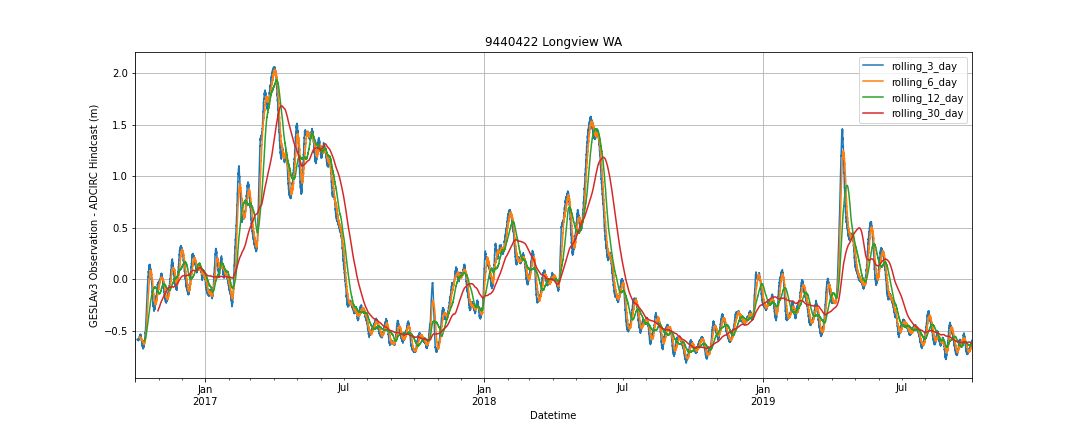 9440422 Longview WA
GESLAv3 Observation - ADCIRC Hindcast (m)
2.0
1.5
1.0
0.5
0.0
−0.5
rolling_3_day
rolling_6_day
rolling_12_day
rolling_30_day
Jan
2017
Jul
Jan
2018
Jul
Jan
2019
Jul
Datetime